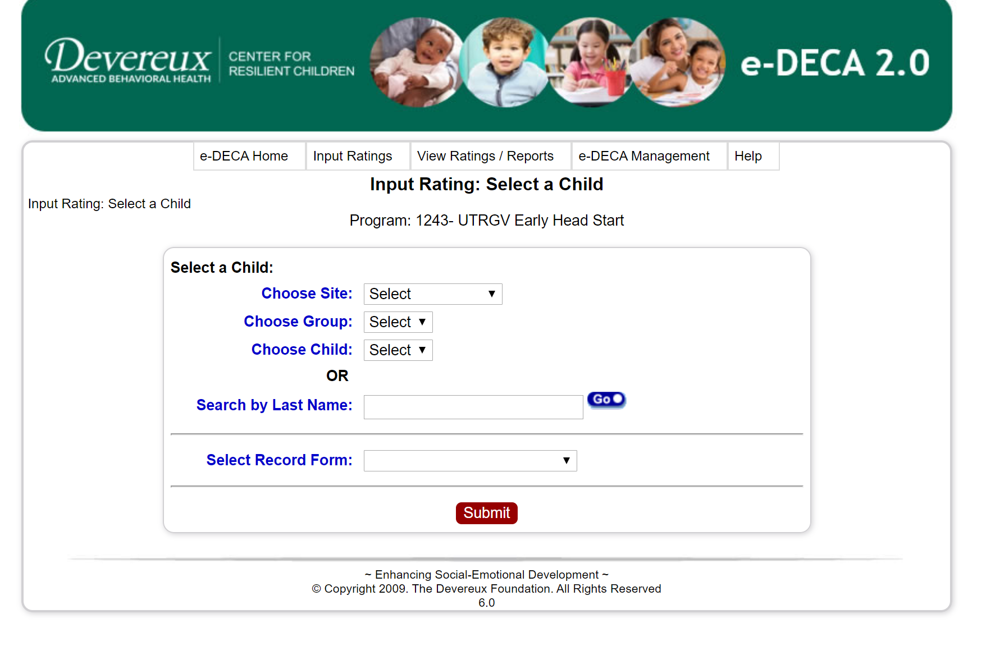 Devereux
ADVANCED BEHAVIORAL HEALTH
CENTER FOR
RESILIENT CHILDREN
e-DECA 2.0
e-DECA Home
Input Ratings
View Ratings / Reports
e-DECA Management
Help
Input Rating: Select a Child
Input Rating: Select a Child
Program: 1243- UTRGV Early Head Start
Select a Child:
Choose Site: Select
Choose Group: Select
Choose Child: Select
OR
Search by Last Name: Go
Select Record Form:
Submit
~ Enhancing Social-Emotional Development ~
© Copyright 2009. The Devereux Foundation. All Rights Reserved
6.0